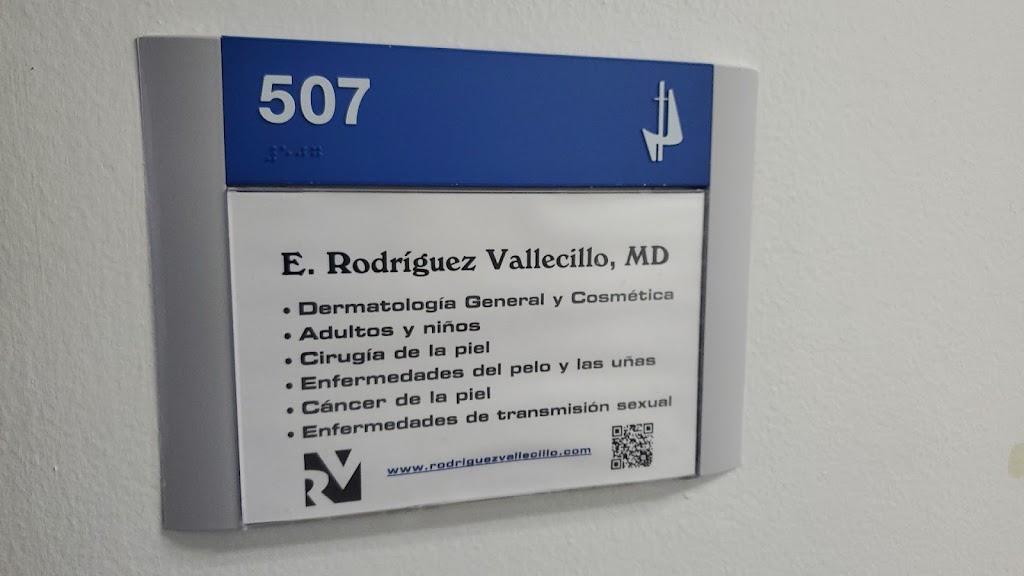 507
E. Rodríguez Vallecillo, MD
• Dermatología General y Cosmética
• Adultos y niños
• Cirugía de la piel
• Enfermedades del pelo y las uñas
• Cáncer de la piel
• Enfermedades de transmisión sexual
RV
www.rodriguezvallecillo.com